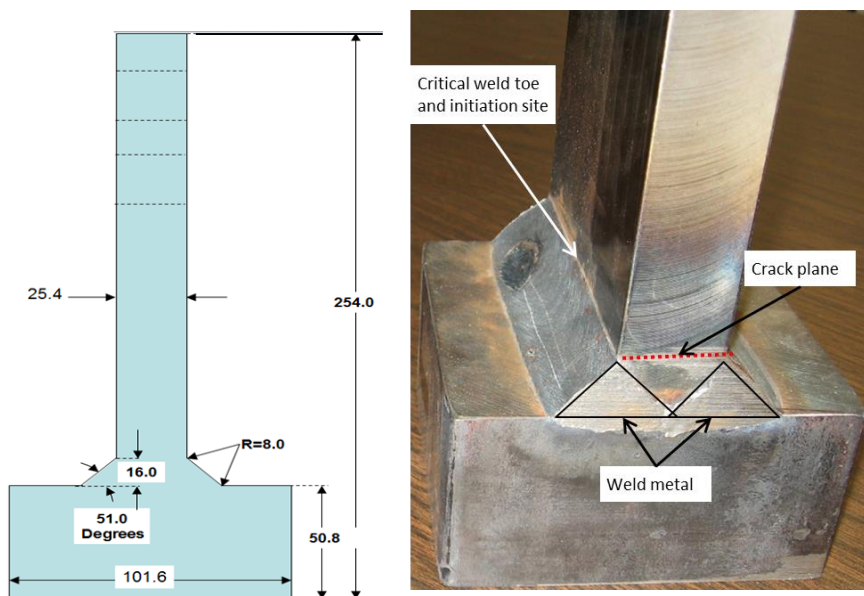 25.4
254.0
R=8.0
16.0
51.0
Degrees
50.8
101.6
Critical weld toe
and initiation site
Crack plane
Weld metal